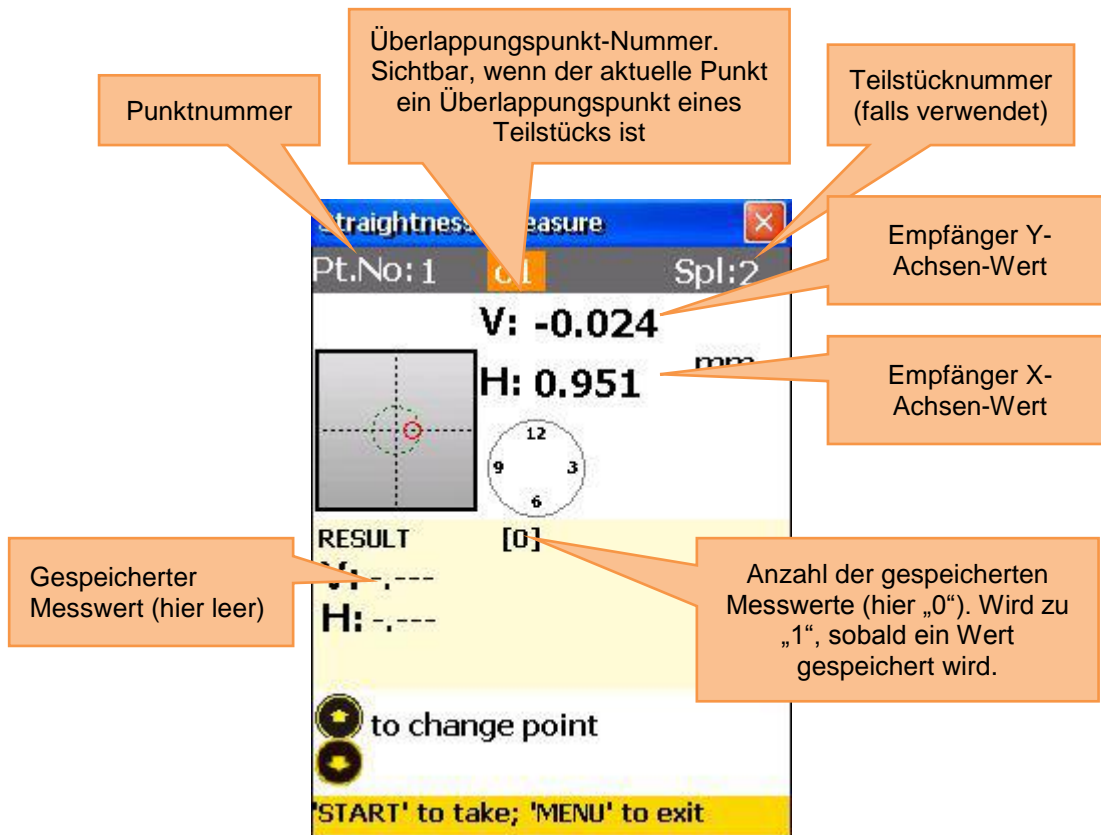 Überlappungspunkt-Nummer.
Sichtbar, wenn der aktuelle Punkt
ein Überlappungspunkt eines
Teilstücks ist
Punktnummer
Teilstücknummer
(falls verwendet)
Straightness
Pt.No: 1
Spl:2
Empfänger Y-
Achsen-Wert
V: -0.024
mm
H: 0.951
Empfänger X-
Achsen-Wert
12
9 3
6
RESULT [0]
V: -.---
H: -.---
Gespeicherter
Messwert (hier leer)
Anzahl der gespeicherten
Messwerte (hier „0“). Wird zu
„1“, sobald ein Wert
gespeichert wird.
to change point
'START' to take; 'MENU' to exit